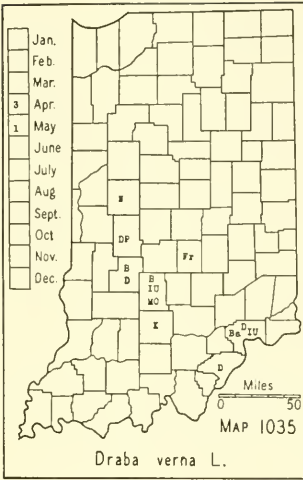 Jan.
Feb.
Mar.
3 Apr.
1 May
June
July
Aug
Sept.
Oct
Nov.
Dec.
N
DP
B
D
Fr
B
IU
MO
K
Ba D IU
D
Miles
0 50
MAP 1035
Draba verna L.